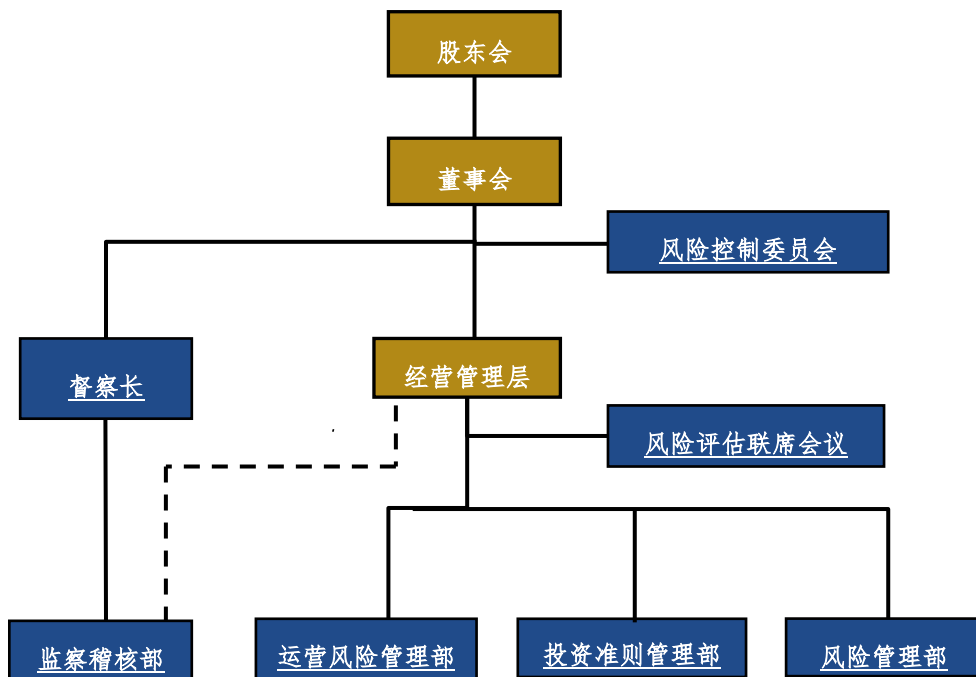 股东会
董事会
风险控制委员会
督察长
经营管理层
风险评估联席会议
监察稽核部
运营风险管理部
投资准则管理部
风险管理部